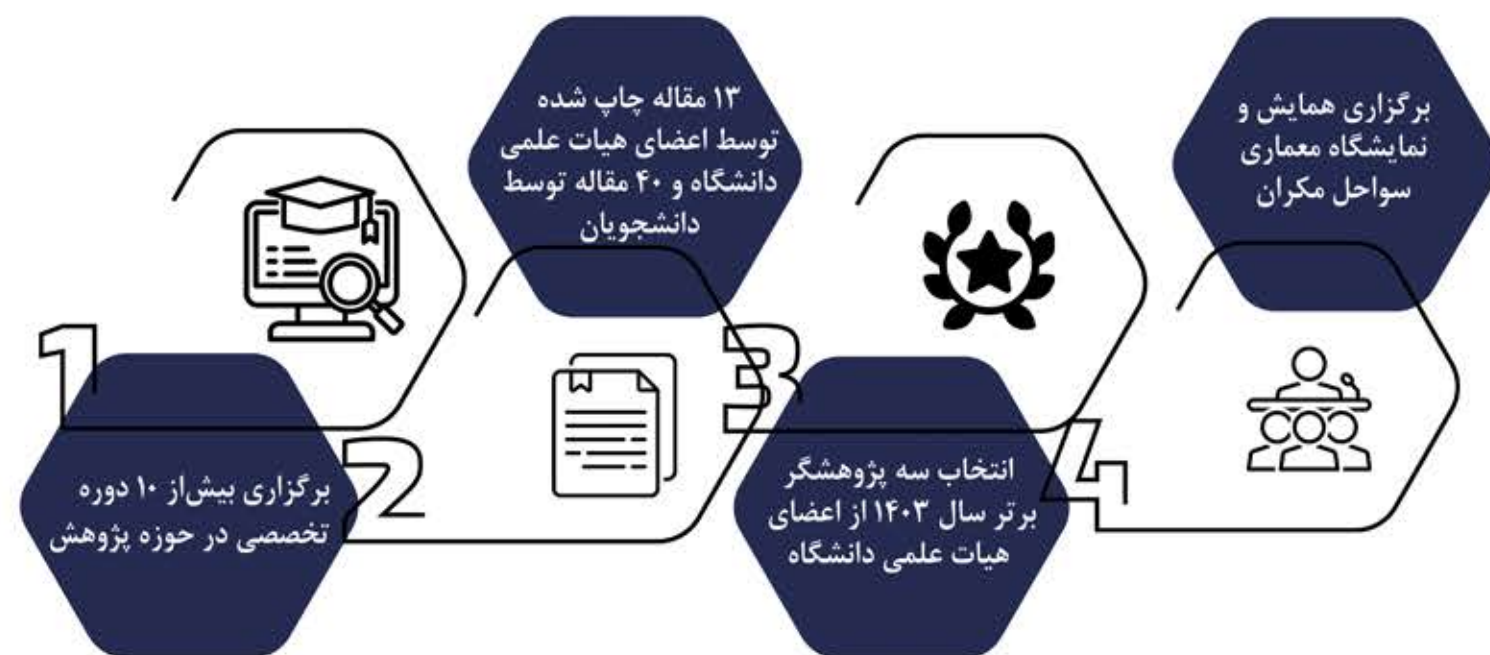 1
برگزاری بیش‌از ۱۰ دوره
تخصصی در حوزه پژوهش
2
۱۳ مقاله چاپ شده
توسط اعضای هیات علمی
دانشگاه و ۴۰ مقاله توسط
دانشجویان
3
انتخاب سه پژوهشگر
برتر سال ۱۴۰۳ از اعضای
هیات علمی دانشگاه
4
برگزاری همایش و
نمایشگاه معماری
سواحل مکران